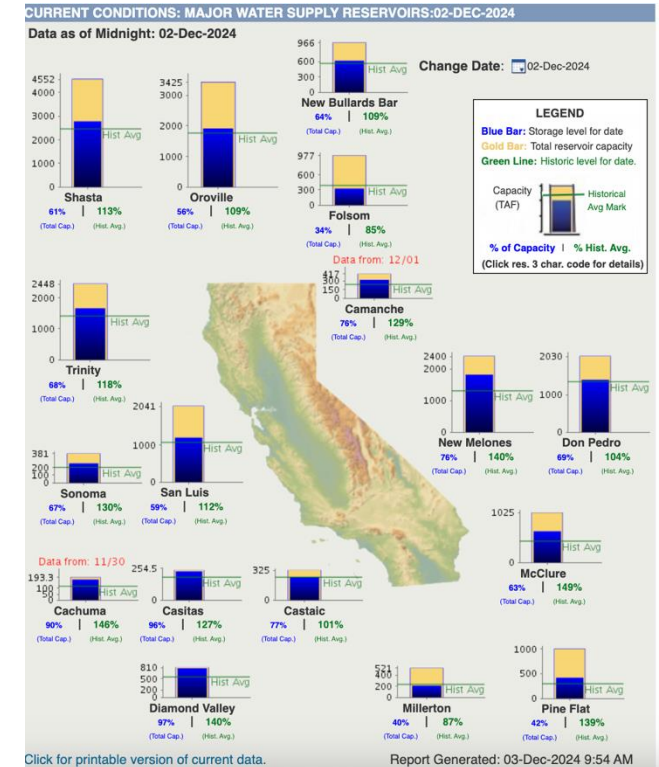 CURRENT CONDITIONS: MAJOR WATER SUPPLY RESERVOIRS:02-DEC-2024
Data as of Midnight: 02-Dec-2024
Change Date: 02-Dec-2024
4552
4000
3000
2000
1000
0
Hist Avg
Shasta
61% | 113%
(Total Cap.) (Hist. Avg.)
3425
3000
2000
1000
0
Hist Avg
Oroville
56% | 109%
(Total Cap.) (Hist. Avg.)
966
600
300
0
Hist Avg
New Bullards Bar
64% | 109%
(Total Cap.) (Hist. Avg.)
977
600
300
0
Hist Avg
Folsom
34% | 85%
(Total Cap.) (Hist. Avg.)
LEGEND
Blue Bar: Storage level for date
Gold Bar: Total reservoir capacity
Green Line: Historic level for date.
Capacity
(TAF)
Historical
Avg Mark
% of Capacity | % Hist. Avg.
(Click res. 3 char. code for details)
Data from: 12/01
417
300
150
0
Hist Avg
Camanche
76% | 129%
(Total Cap.) (Hist. Avg.)
2448
2000
1000
0
Hist Avg
Trinity
68% | 118%
(Total Cap.) (Hist. Avg.)
2400
2000
1000
0
Hist Avg
New Melones
76% | 140%
(Total Cap.) (Hist. Avg.)
2030
1000
0
Hist Avg
Don Pedro
69% | 104%
(Total Cap.) (Hist. Avg.)
381
200
100
0
Hist Avg
Sonoma
67% | 130%
(Total Cap.) (Hist. Avg.)
2041
1000
0
Hist Avg
San Luis
59% | 112%
(Total Cap.) (Hist. Avg.)
1025
0
Hist Avg
McClure
63% | 149%
(Total Cap.) (Hist. Avg.)
Data from: 11/30
193.3
100
50
0
Hist Avg
Cachuma
90% | 146%
(Total Cap.) (Hist. Avg.)
254.5
0
Hist Avg
Casitas
96% | 127%
(Total Cap.) (Hist. Avg.)
325
0
Hist Avg
Castaic
77% | 101%
(Total Cap.) (Hist. Avg.)
810
500
200
0
Hist Avg
Diamond Valley
97% | 140%
(Total Cap.) (Hist. Avg.)
521
400
200
0
Hist Avg
Millerton
40% | 87%
(Total Cap.) (Hist. Avg.)
1000
500
0
Hist Avg
Pine Flat
42% | 139%
(Total Cap.) (Hist. Avg.)
Click for printable version of current data.
Report Generated: 03-Dec-2024 9:54 AM